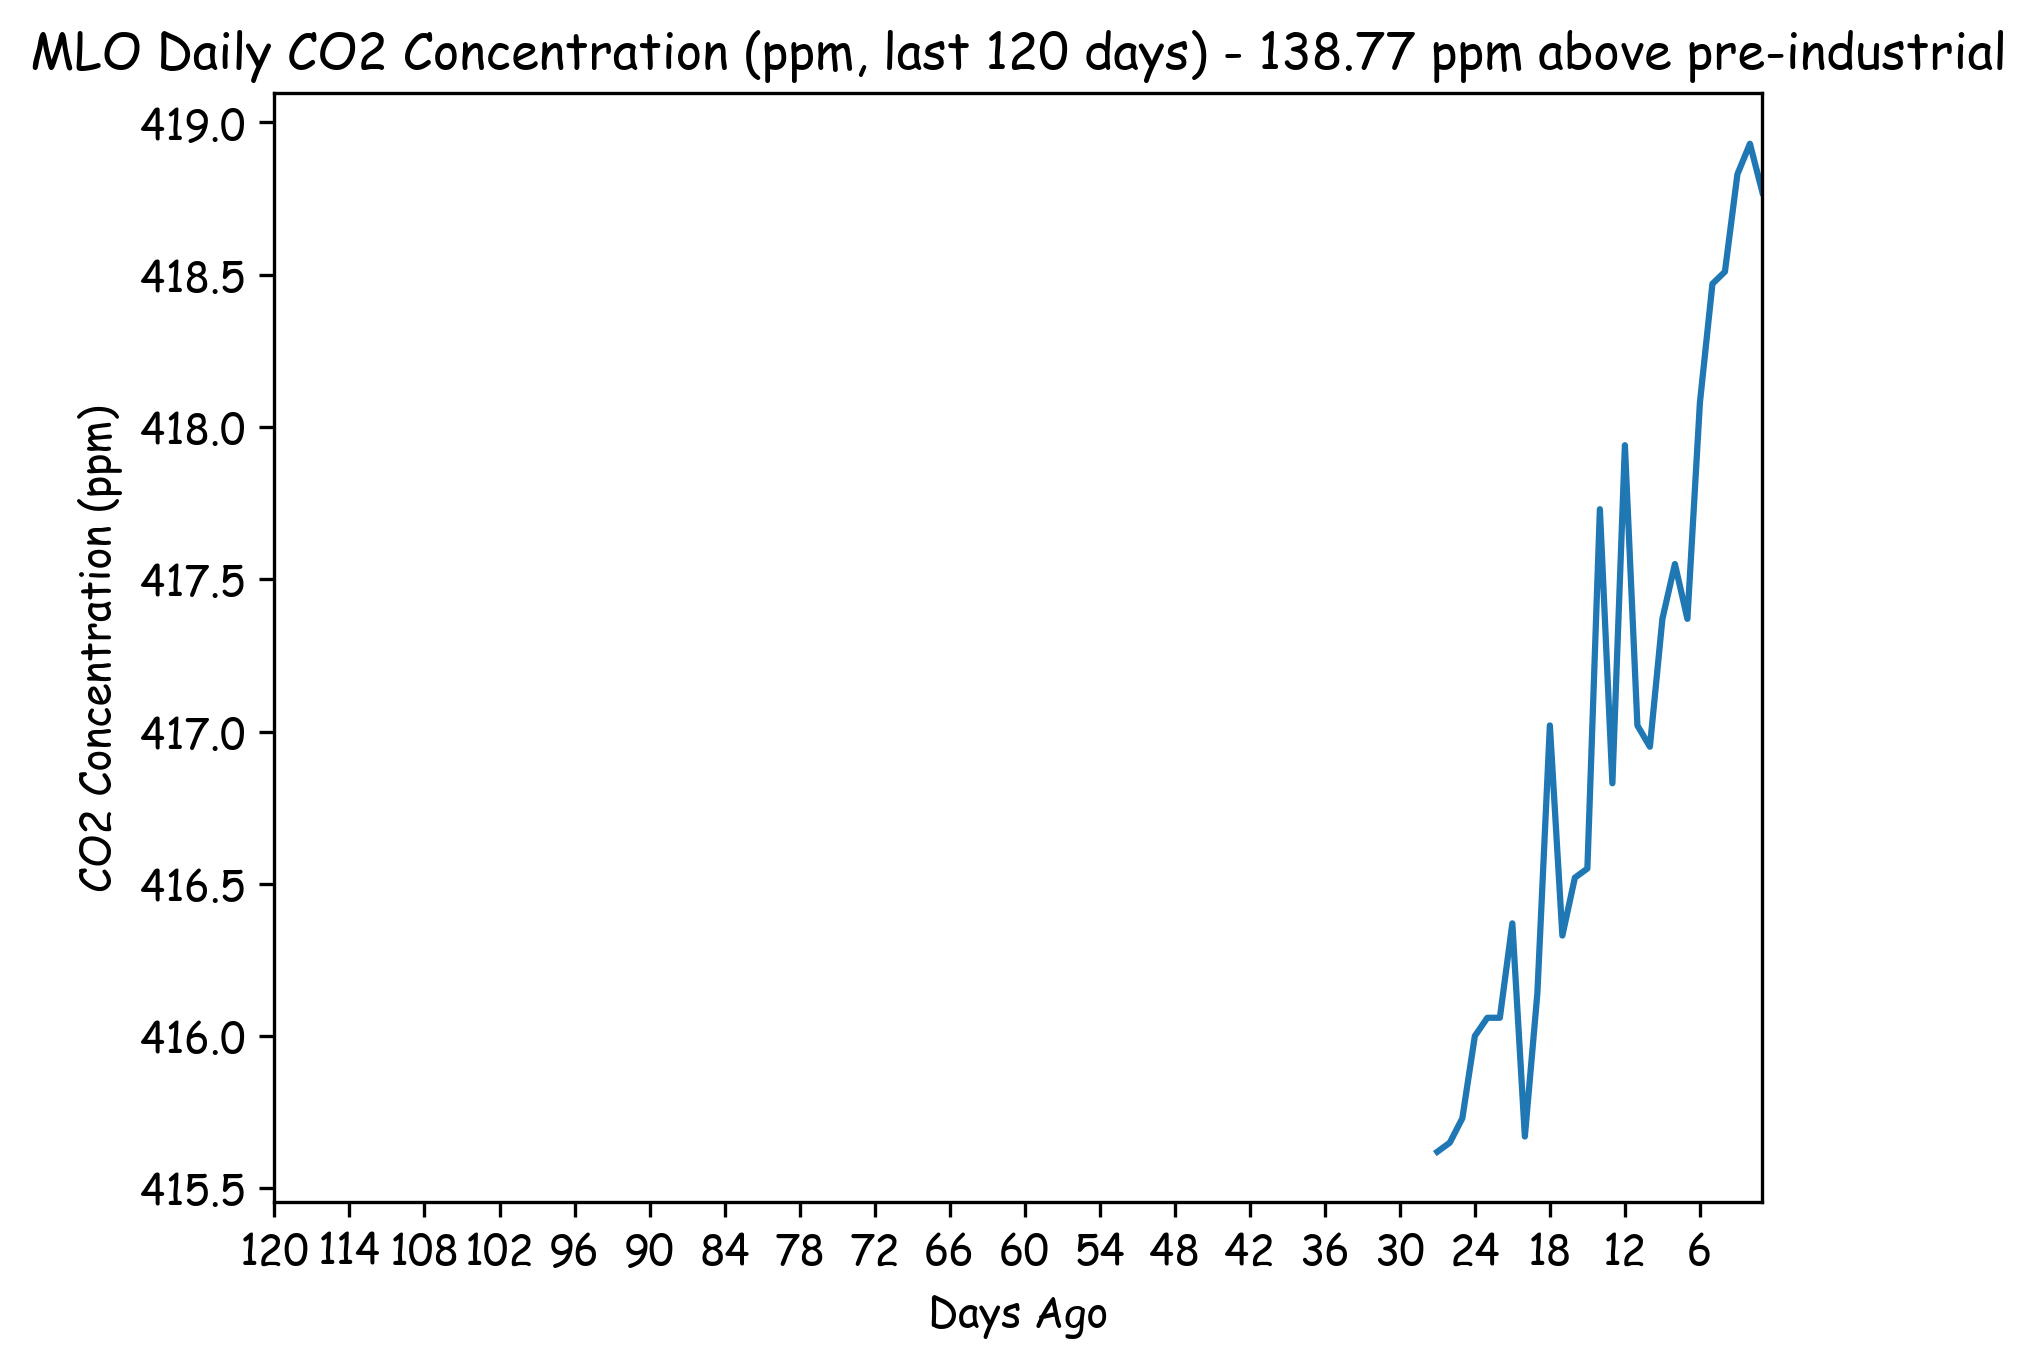 MLO Daily CO2 Concentration (ppm, last 120 days) - 138.77 ppm above pre-industrial
419.0
418.5
418.0
417.5
417.0
416.5
416.0
415.5
CO2 Concentration (ppm)
120 114 108 102 96 90 84 78 72 66 60 54 48 42 36 30 24 18 12 6
Days Ago